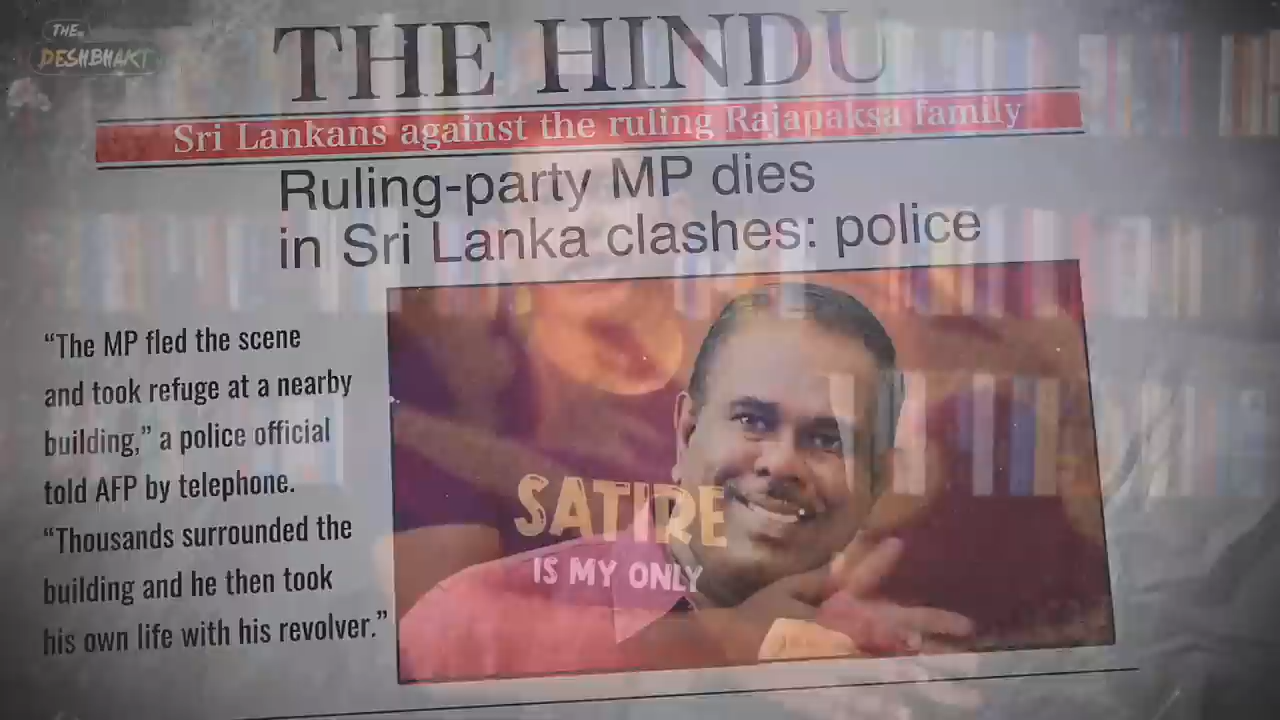 THE
DESHBHAKT
THE HINDU
Sri Lankans against the ruling Rajapaksa family
Ruling-party MP dies
in Sri Lanka clashes: police
“The MP fled the scene
and took refuge at a nearby
building,” a police official
told AFP by telephone.
“Thousands surrounded the
building and he then took
his own life with his revolver.”
SATIRE
IS MY ONLY